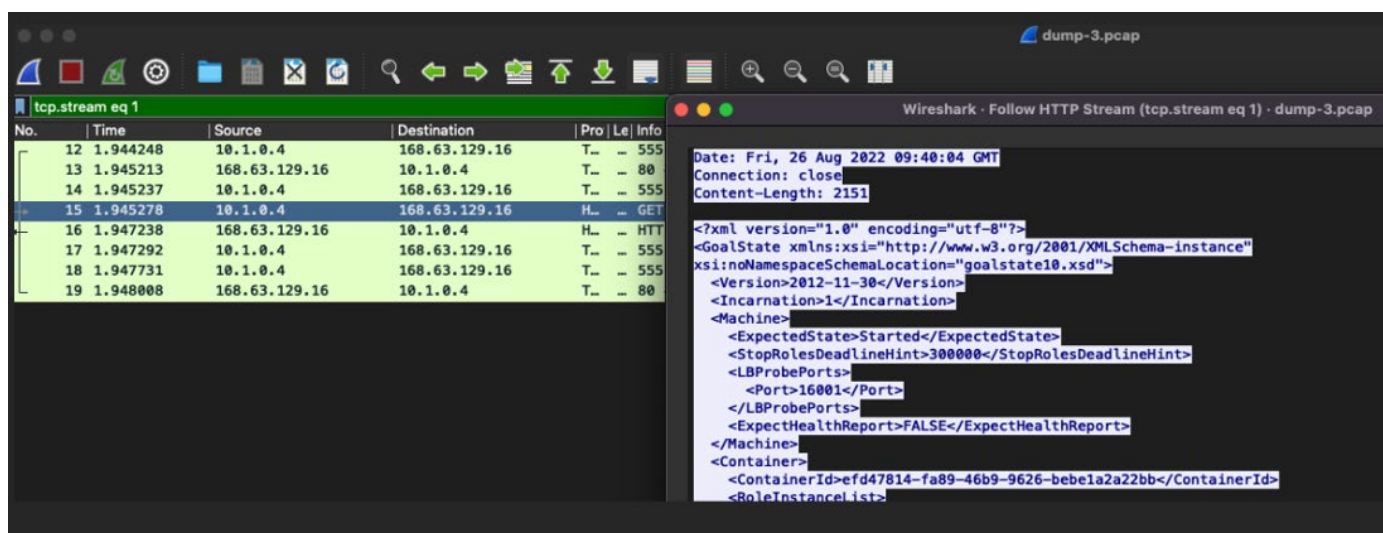 dump-3.pcap
tcp.stream eq 1
No. Time Source Destination Pro Le Info
12 1.944248 10.1.0.4 168.63.129.16 T… … 555
13 1.945213 168.63.129.16 10.1.0.4 T… … 80
14 1.945237 10.1.0.4 168.63.129.16 T… … 555
15 1.945278 10.1.0.4 168.63.129.16 H… … GET
16 1.947238 168.63.129.16 10.1.0.4 H… … HTT
17 1.947292 10.1.0.4 168.63.129.16 T… … 555
18 1.947731 10.1.0.4 168.63.129.16 T… … 555
19 1.948008 168.63.129.16 10.1.0.4 T… … 80
Wireshark · Follow HTTP Stream (tcp.stream eq 1) · dump-3.pcap
Date: Fri, 26 Aug 2022 09:40:04 GMT
Connection: close
Content-Length: 2151
<?xml version="1.0" encoding="utf-8"?>
<GoalState xmlns:xsi="http://www.w3.org/2001/XMLSchema-instance"
xsi:noNamespaceSchemaLocation="goalstate10.xsd">
<Version>2012-11-30</Version>
<Incarnation>1</Incarnation>
<Machine>
<ExpectedState>Started</ExpectedState>
<StopRolesDeadlineHint>300000</StopRolesDeadlineHint>
<LBProbePorts>
<Port>16001</Port>
</LBProbePorts>
<ExpectHealthReport>FALSE</ExpectHealthReport>
</Machine>
<Container>
<ContainerId>efd47814-fa89-46b9-9626-bebe1a2a22bb</ContainerId>
<RoleInstanceList>